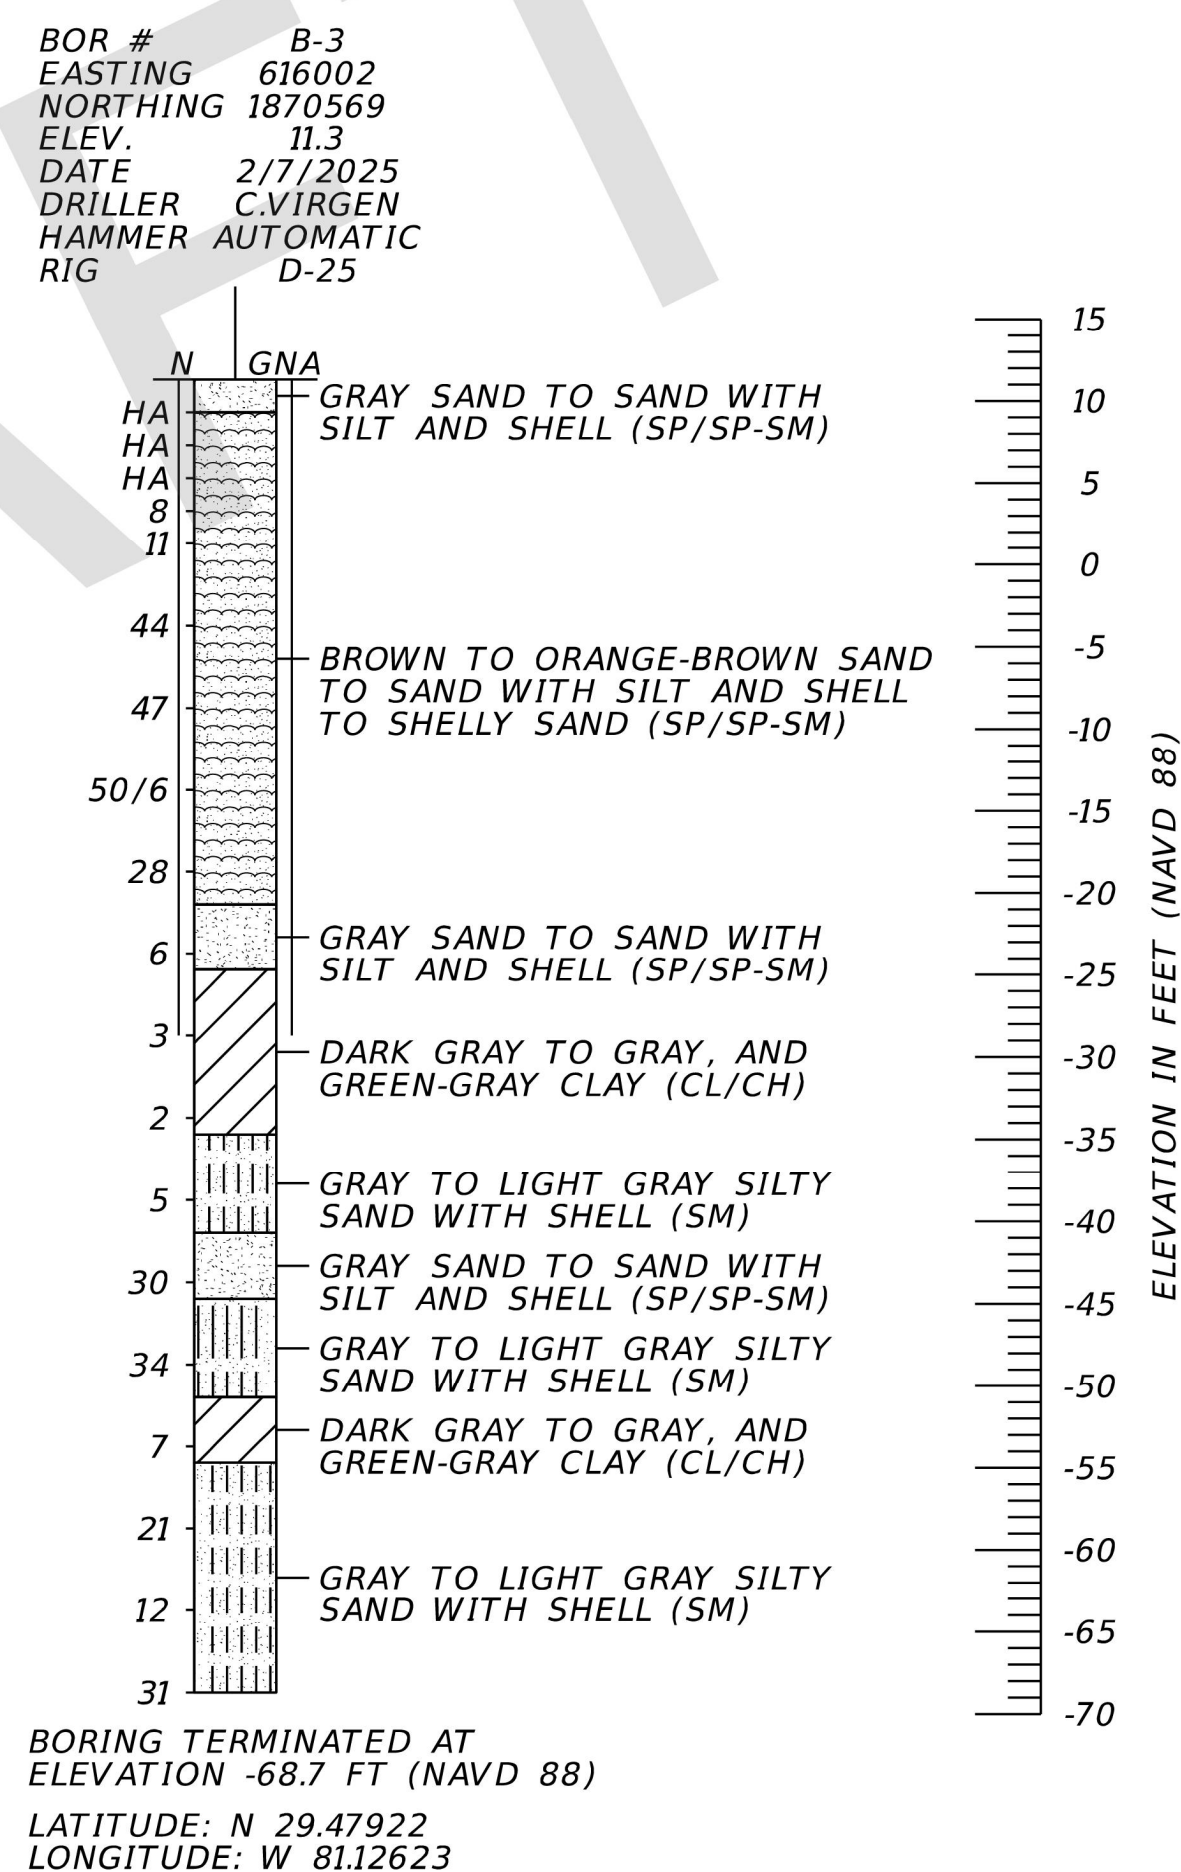 BOR # B-3
EASTING 616002
NORTHING 1870569
ELEV. 11.3
DATE 2/7/2025
DRILLER C.VIRGEN
HAMMER AUTOMATIC
RIG D-25
N GNA
GRAY SAND TO SAND WITH
SILT AND SHELL (SP/SP-SM)
HA
HA
HA
8
11
44
BROWN TO ORANGE-BROWN SAND
TO SAND WITH SILT AND SHELL
TO SHELLY SAND (SP/SP-SM)
47
50/6
28
GRAY SAND TO SAND WITH
SILT AND SHELL (SP/SP-SM)
6
3
DARK GRAY TO GRAY, AND
GREEN-GRAY CLAY (CL/CH)
2
GRAY TO LIGHT GRAY SILTY
SAND WITH SHELL (SM)
5
GRAY SAND TO SAND WITH
SILT AND SHELL (SP/SP-SM)
30
GRAY TO LIGHT GRAY SILTY
SAND WITH SHELL (SM)
34
DARK GRAY TO GRAY, AND
GREEN-GRAY CLAY (CL/CH)
7
21
GRAY TO LIGHT GRAY SILTY
SAND WITH SHELL (SM)
12
31
BORING TERMINATED AT
ELEVATION -68.7 FT (NAVD 88)
LATITUDE: N 29.47922
LONGITUDE: W 81.12623
15
10
5
0
-5
-10
-15
-20
-25
-30
-35
-40
-45
-50
-55
-60
-65
-70
ELEVATION IN FEET (NAVD 88)